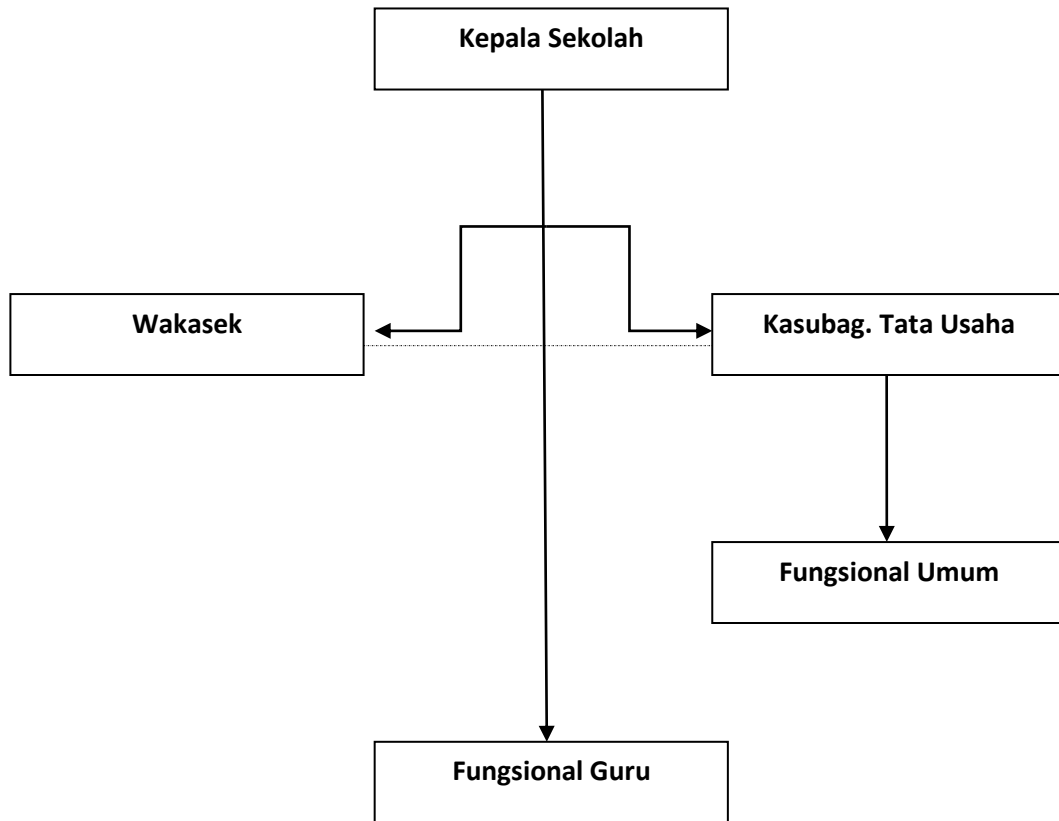 Kepala Sekolah
Wakasek
Kasubag. Tata Usaha
Fungsional Umum
Fungsional Guru